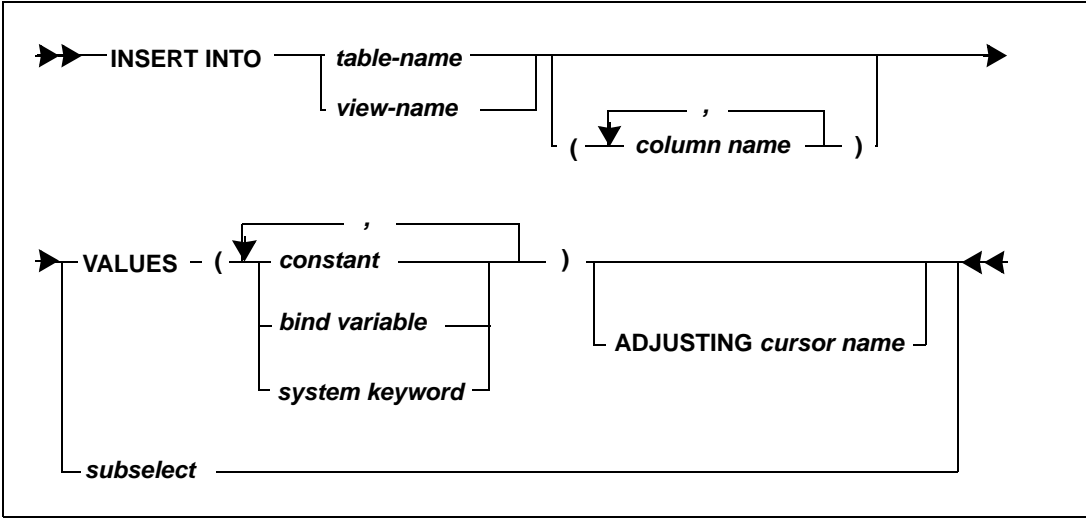 INSERT INTO table-name
view-name
,
( column name )
,
VALUES ( constant )
bind variable
ADJUSTING cursor name
system keyword
subselect